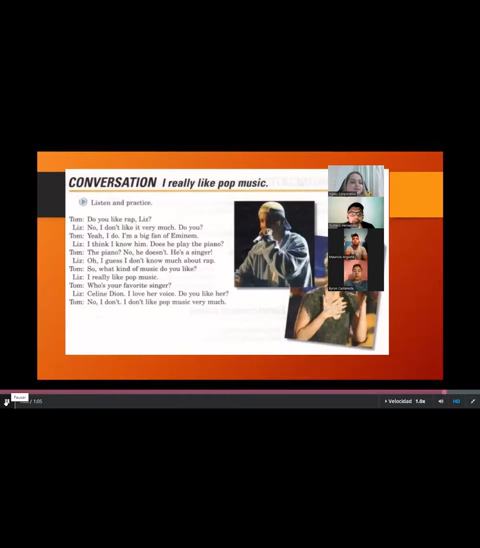 CONVERSATION I really like pop music.
Listen and practice.
Tom: Do you like rap, Liz?
Liz: No, I don't like it very much. Do you?
Tom: Yeah, I do. I'm a big fan of Eminem.
Liz: I think I know him. Does he play the piano?
Tom: The piano? No, he doesn't. He's a singer!
Liz: Oh, I guess I don't know much about rap.
Tom: So, what kind of music do you like?
Liz: I really like pop music.
Tom: Who's your favorite singer?
Liz: Celine Dion. I love her voice. Do you like her?
Tom: No, I don't. I don't like pop music very much.
Pausar
/ 1:05
Velocidad 1.0x
HD